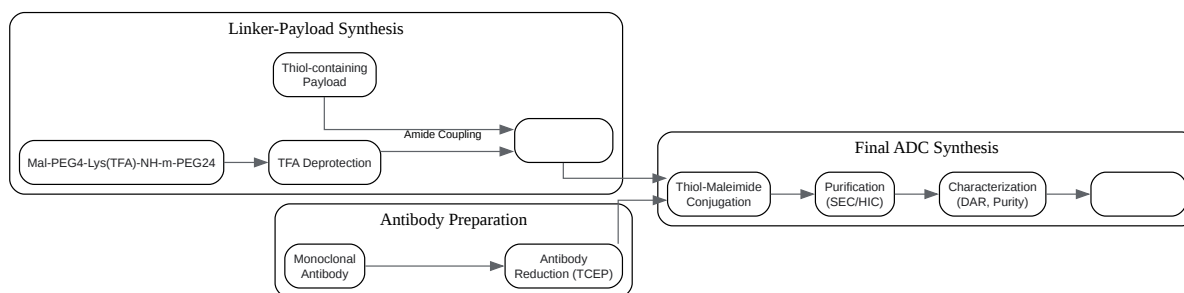 Linker-Payload Synthesis
Thiol-containing
Payload
Amide Coupling
Mal-PEG4-Lys(TFA)-NH-m-PEG24
TFA Deprotection
Final ADC Synthesis
Thiol-Maleimide
Conjugation
Purification
(SEC/HIC)
Characterization
(DAR, Purity)
Antibody Preparation
Monoclonal
Antibody
Antibody
Reduction (TCEP)